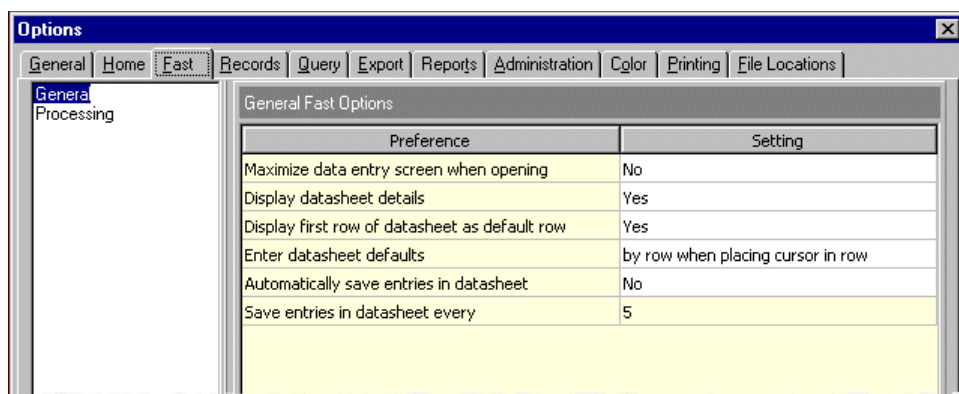 Options
General Home Fast Records Query Export Reports Administration Color Printing File Locations
General
Processing
General Fast Options
Preference Setting
Maximize data entry screen when opening No
Display datasheet details Yes
Display first row of datasheet as default row Yes
Enter datasheet defaults by row when placing cursor in row
Automatically save entries in datasheet No
Save entries in datasheet every 5